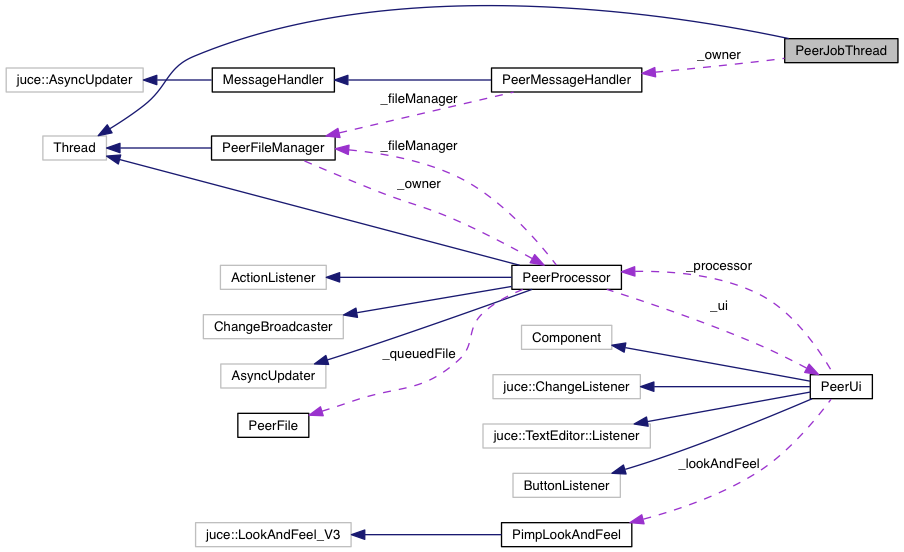 PeerJobThread
_owner
juce::AsyncUpdater
MessageHandler
PeerMessageHandler
_fileManager
Thread
PeerFileManager
_fileManager
_owner
_processor
ActionListener
PeerProcessor
_ui
ChangeBroadcaster
Component
_queuedFile
AsyncUpdater
juce::ChangeListener
PeerUi
PeerFile
juce::TextEditor::Listener
_lookAndFeel
ButtonListener
juce::LookAndFeel_V3
PimpLookAndFeel